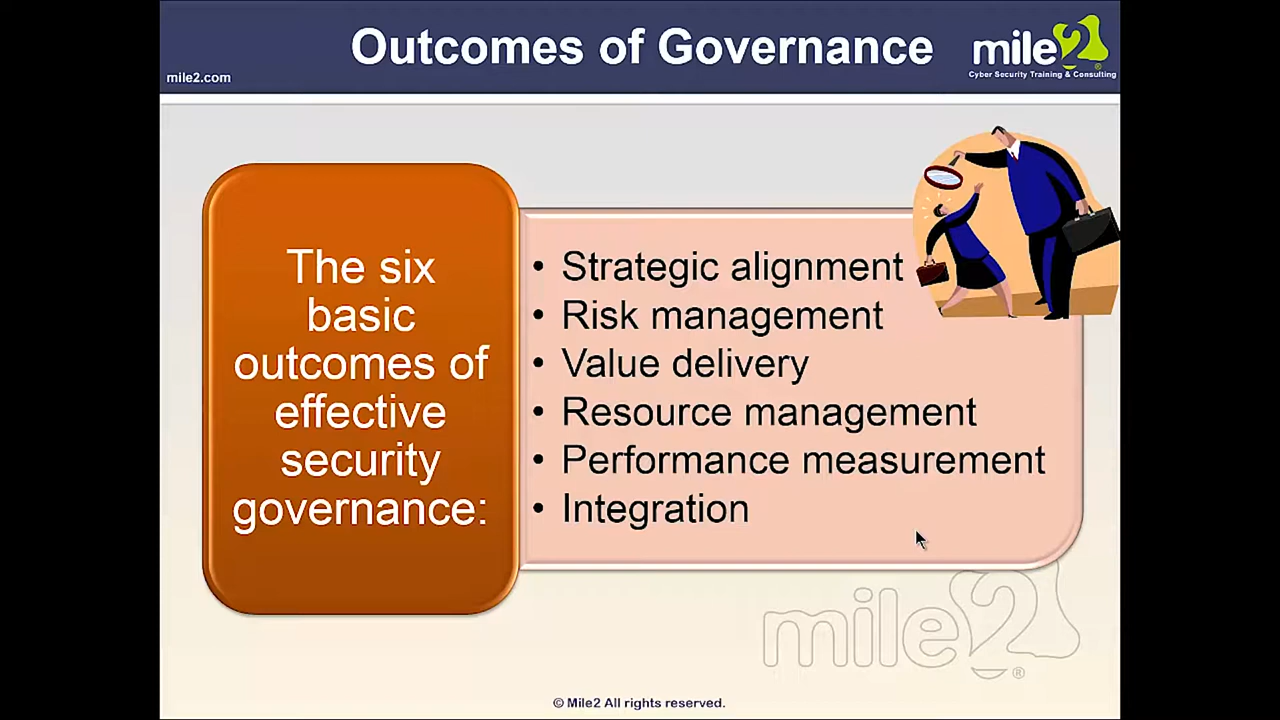 Outcomes of Governance
mile2
®
Cyber Security Training & Consulting
mile2.com
The six
basic
outcomes of
effective
security
governance:
• Strategic alignment
• Risk management
• Value delivery
• Resource management
• Performance measurement
• Integration
mile2
®
© Mile2 All rights reserved.